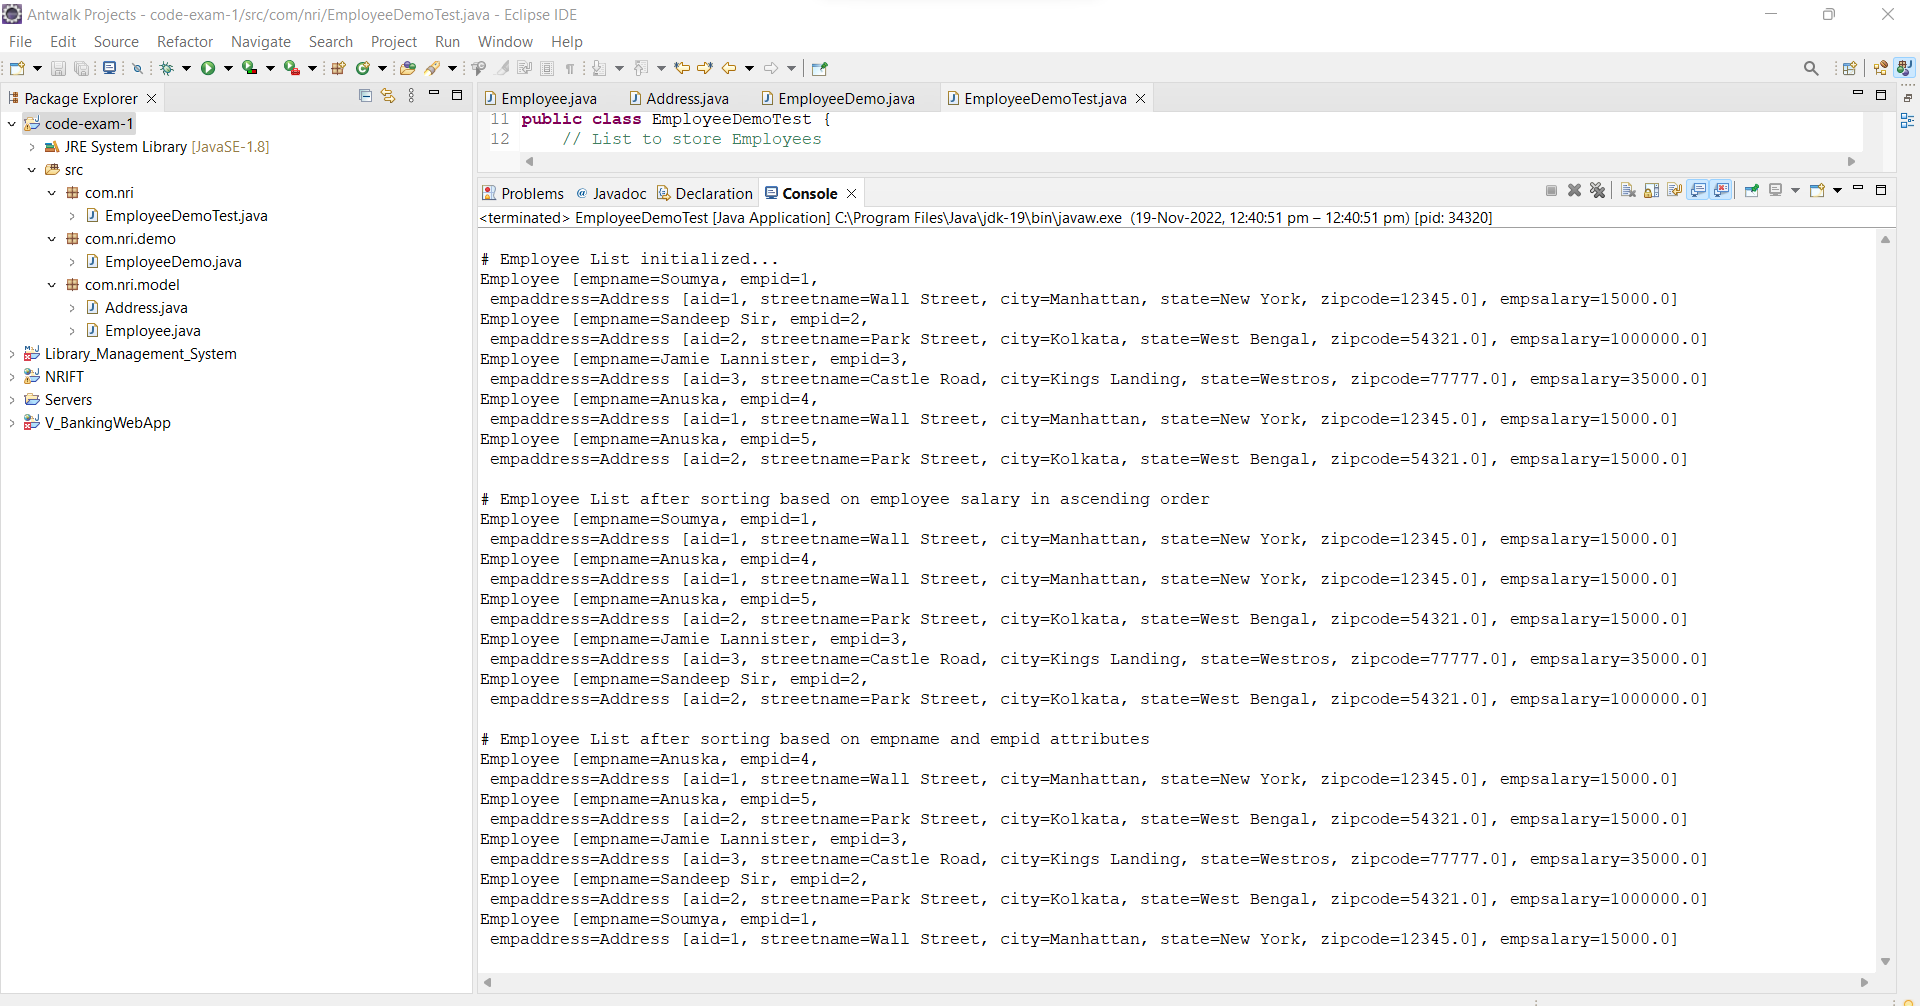 Antwalk Projects - code-exam-1/src/com/nri/EmployeeDemoTest.java - Eclipse IDE
File Edit Source Refactor Navigate Search Project Run Window Help
Package Explorer
code-exam-1
JRE System Library [JavaSE-1.8]
src
com.nri
EmployeeDemoTest.java
com.nri.demo
EmployeeDemo.java
com.nri.model
Address.java
Employee.java
Library_Management_System
NRIFT
Servers
V_BankingWebApp
Employee.java Address.java EmployeeDemo.java EmployeeDemoTest.java
11 public class EmployeeDemoTest {
12 // List to store Employees
Problems @ Javadoc Declaration Console
<terminated> EmployeeDemoTest [Java Application] C:\Program Files\Java\jdk-19\bin\javaw.exe (19-Nov-2022, 12:40:51 pm – 12:40:51 pm) [pid: 34320]
# Employee List initialized...
Employee [empname=Soumya, empid=1,
empaddress=Address [aid=1, streetname=Wall Street, city=Manhattan, state=New York, zipcode=12345.0], empsalary=15000.0]
Employee [empname=Sandeep Sir, empid=2,
empaddress=Address [aid=2, streetname=Park Street, city=Kolkata, state=West Bengal, zipcode=54321.0], empsalary=1000000.0]
Employee [empname=Jamie Lannister, empid=3,
empaddress=Address [aid=3, streetname=Castle Road, city=Kings Landing, state=Westros, zipcode=77777.0], empsalary=35000.0]
Employee [empname=Anuska, empid=4,
empaddress=Address [aid=1, streetname=Wall Street, city=Manhattan, state=New York, zipcode=12345.0], empsalary=15000.0]
Employee [empname=Anuska, empid=5,
empaddress=Address [aid=2, streetname=Park Street, city=Kolkata, state=West Bengal, zipcode=54321.0], empsalary=15000.0]
# Employee List after sorting based on employee salary in ascending order
Employee [empname=Soumya, empid=1,
empaddress=Address [aid=1, streetname=Wall Street, city=Manhattan, state=New York, zipcode=12345.0], empsalary=15000.0]
Employee [empname=Anuska, empid=4,
empaddress=Address [aid=1, streetname=Wall Street, city=Manhattan, state=New York, zipcode=12345.0], empsalary=15000.0]
Employee [empname=Anuska, empid=5,
empaddress=Address [aid=2, streetname=Park Street, city=Kolkata, state=West Bengal, zipcode=54321.0], empsalary=15000.0]
Employee [empname=Jamie Lannister, empid=3,
empaddress=Address [aid=3, streetname=Castle Road, city=Kings Landing, state=Westros, zipcode=77777.0], empsalary=35000.0]
Employee [empname=Sandeep Sir, empid=2,
empaddress=Address [aid=2, streetname=Park Street, city=Kolkata, state=West Bengal, zipcode=54321.0], empsalary=1000000.0]
# Employee List after sorting based on empname and empid attributes
Employee [empname=Anuska, empid=4,
empaddress=Address [aid=1, streetname=Wall Street, city=Manhattan, state=New York, zipcode=12345.0], empsalary=15000.0]
Employee [empname=Anuska, empid=5,
empaddress=Address [aid=2, streetname=Park Street, city=Kolkata, state=West Bengal, zipcode=54321.0], empsalary=15000.0]
Employee [empname=Jamie Lannister, empid=3,
empaddress=Address [aid=3, streetname=Castle Road, city=Kings Landing, state=Westros, zipcode=77777.0], empsalary=35000.0]
Employee [empname=Sandeep Sir, empid=2,
empaddress=Address [aid=2, streetname=Park Street, city=Kolkata, state=West Bengal, zipcode=54321.0], empsalary=1000000.0]
Employee [empname=Soumya, empid=1,
empaddress=Address [aid=1, streetname=Wall Street, city=Manhattan, state=New York, zipcode=12345.0], empsalary=15000.0]